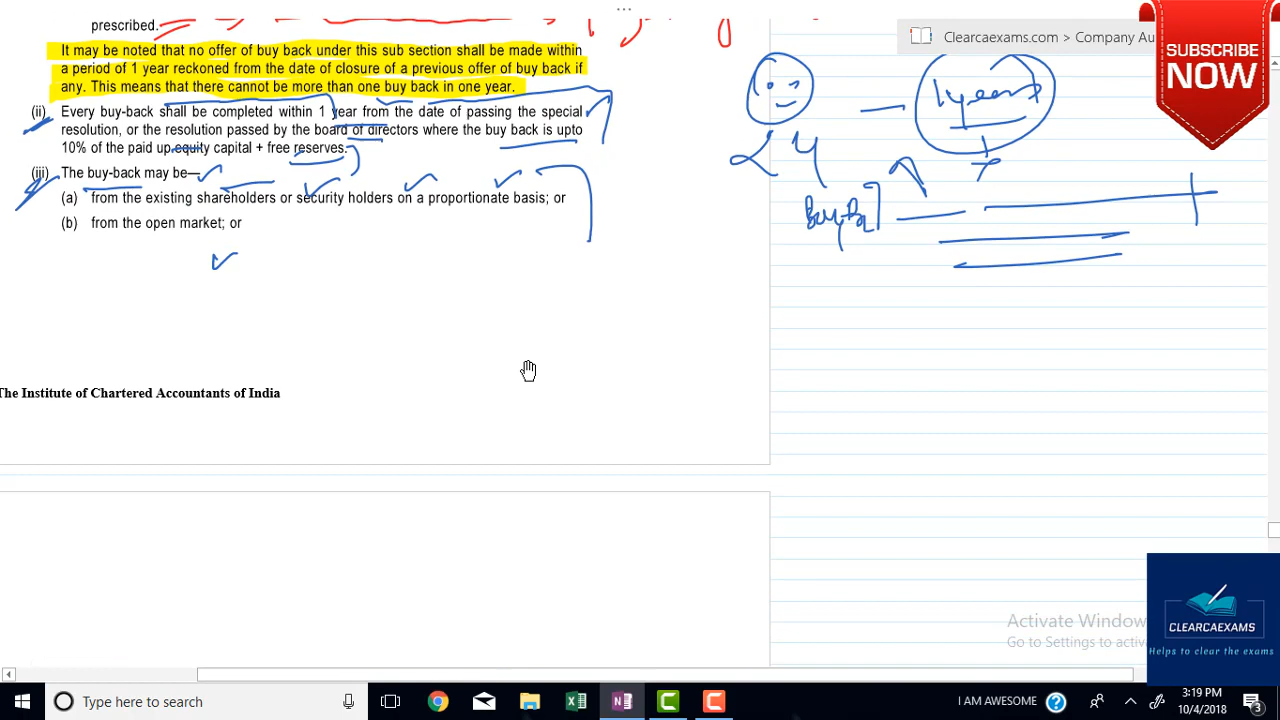 prescribed.
It may be noted that no offer of buy back under this sub section shall be made within
a period of 1 year reckoned from the date of closure of a previous offer of buy back if
any. This means that there cannot be more than one buy back in one year.
(ii) Every buy-back shall be completed within 1 year from the date of passing the special
resolution, or the resolution passed by the board of directors where the buy back is upto
10% of the paid up equity capital + free reserves.
(iii) The buy-back may be—
(a) from the existing shareholders or security holders on a proportionate basis; or
(b) from the open market; or
The Institute of Chartered Accountants of India
Clearcaexams.com > Company Au
SUBSCRIBE
NOW
1 year
Activate Window
Go to Settings to activ
CLEARCAEXAMS
Helps to clear the exams
Type here to search
I AM AWESOME
3:19 PM
10/4/2018
3